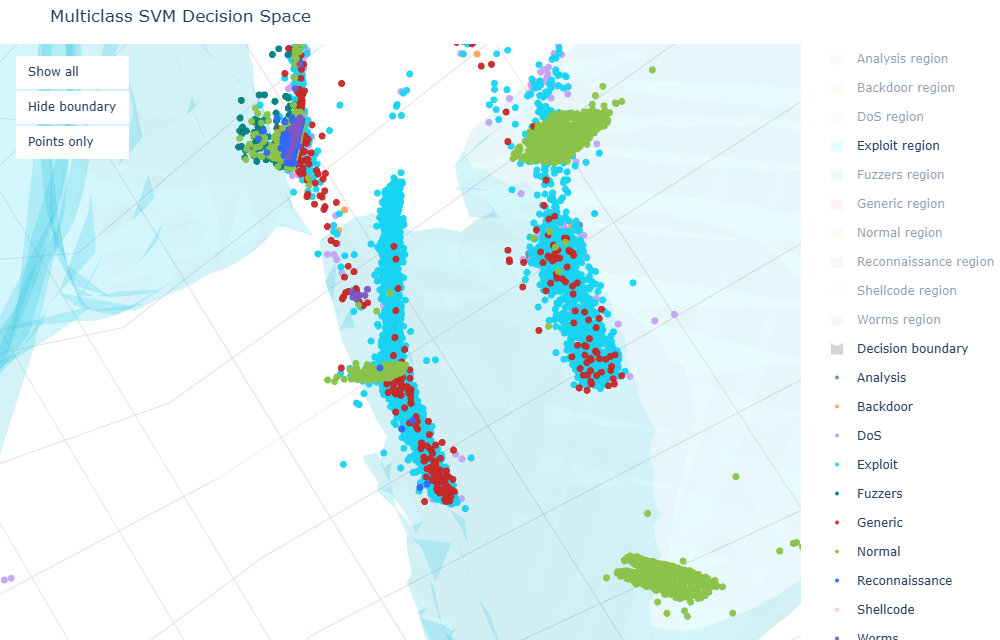 Multiclass SVM Decision Space
Show all
Hide boundary
Points only
Analysis region
Backdoor region
DoS region
Exploit region
Fuzzers region
Generic region
Normal region
Reconnaissance region
Shellcode region
Worms region
Decision boundary
Analysis
Backdoor
DoS
Exploit
Fuzzers
Generic
Normal
Reconnaissance
Shellcode
Worms